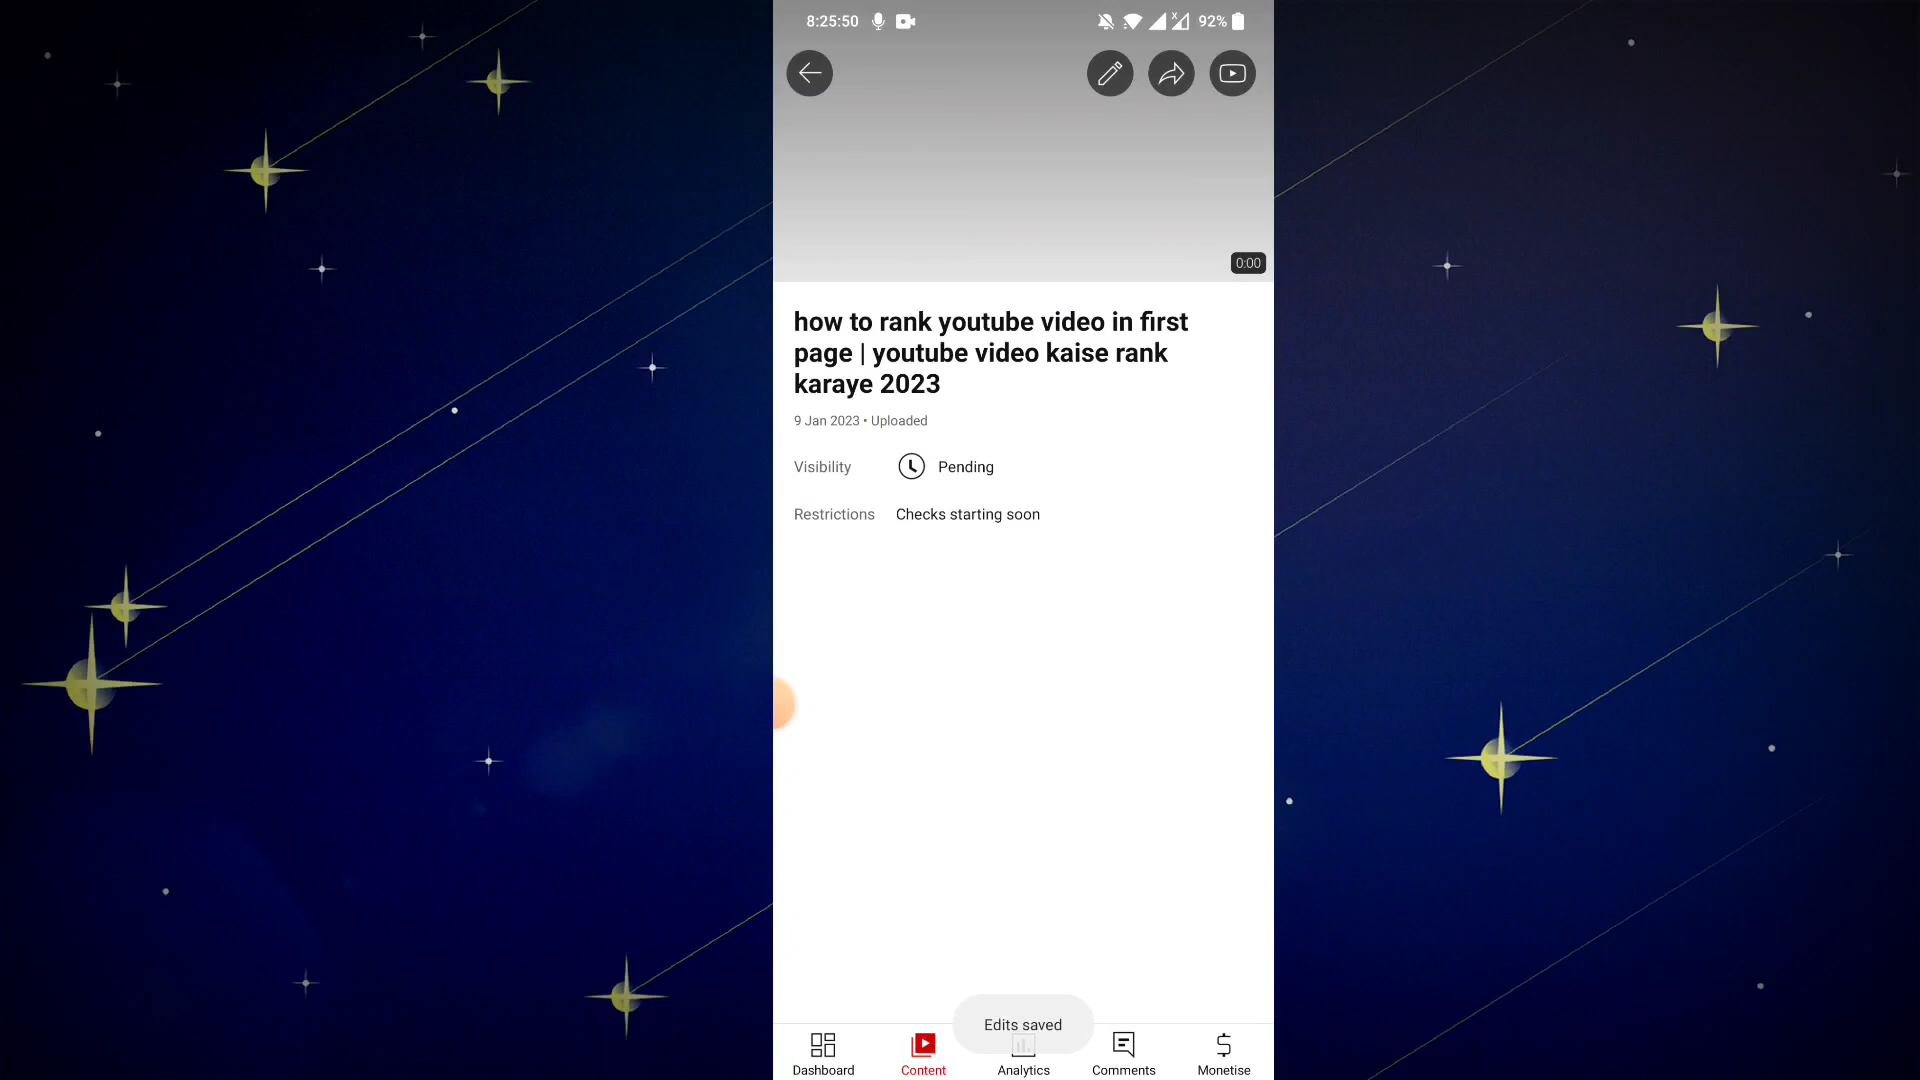 8:25:50
92%
0:00
how to rank youtube video in first
page | youtube video kaise rank
karaye 2023
9 Jan 2023 • Uploaded
Visibility Pending
Restrictions Checks starting soon
Edits saved
Dashboard Content Analytics Comments Monetise